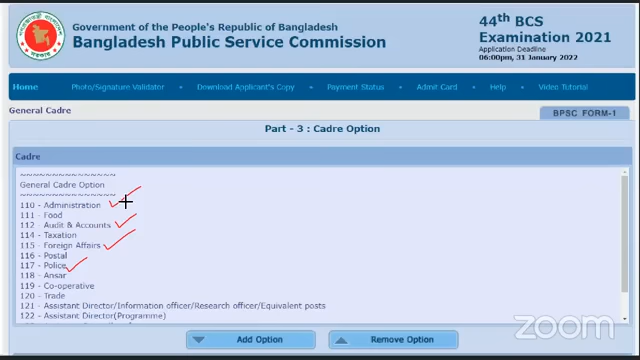 Government of the People's Republic of Bangladesh
Bangladesh Public Service Commission
44th BCS
Examination 2021
Application Deadline
06:00pm, 31 January 2022
Home
Photo/Signature Validator
Download Applicant's Copy
Payment Status
Admit Card
Help
Video Tutorial
General Cadre
BPSC FORM-1
Part - 3 : Cadre Option
Cadre
~~~~~~~~~~~~~~~
General Cadre Option
~~~~~~~~~~~~~~~
110 - Administration
111 - Food
112 - Audit & Accounts
114 - Taxation
115 - Foreign Affairs
116 - Postal
117 - Police
118 - Ansar
119 - Co-operative
120 - Trade
121 - Assistant Director/Information officer/Research officer/Equivalent posts
122 - Assistant Director(Programme)
Add Option
Remove Option
zoom